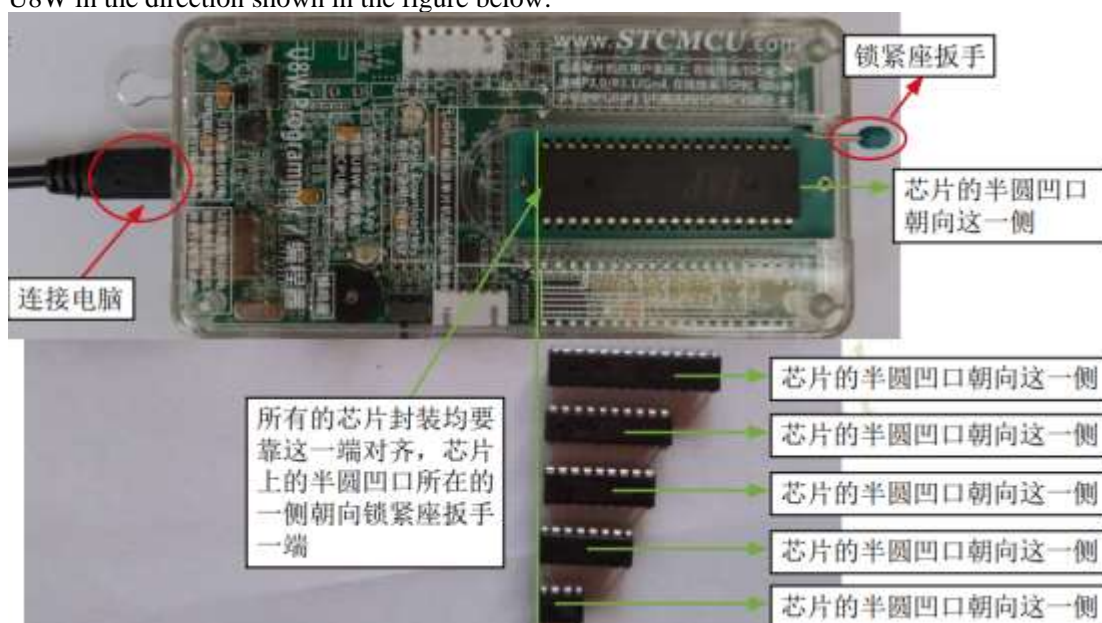 U8W in the direction shown in the figure below.
www.STCMCU.com
U8W Programmer / 编程器
锁紧座扳手
芯片的半圆凹口
朝向这一侧
连接电脑
所有的芯片封装均要
靠这一端对齐，芯片
上的半圆凹口所在的
一侧朝向锁紧座扳手
一端
芯片的半圆凹口朝向这一侧
芯片的半圆凹口朝向这一侧
芯片的半圆凹口朝向这一侧
芯片的半圆凹口朝向这一侧
芯片的半圆凹口朝向这一侧